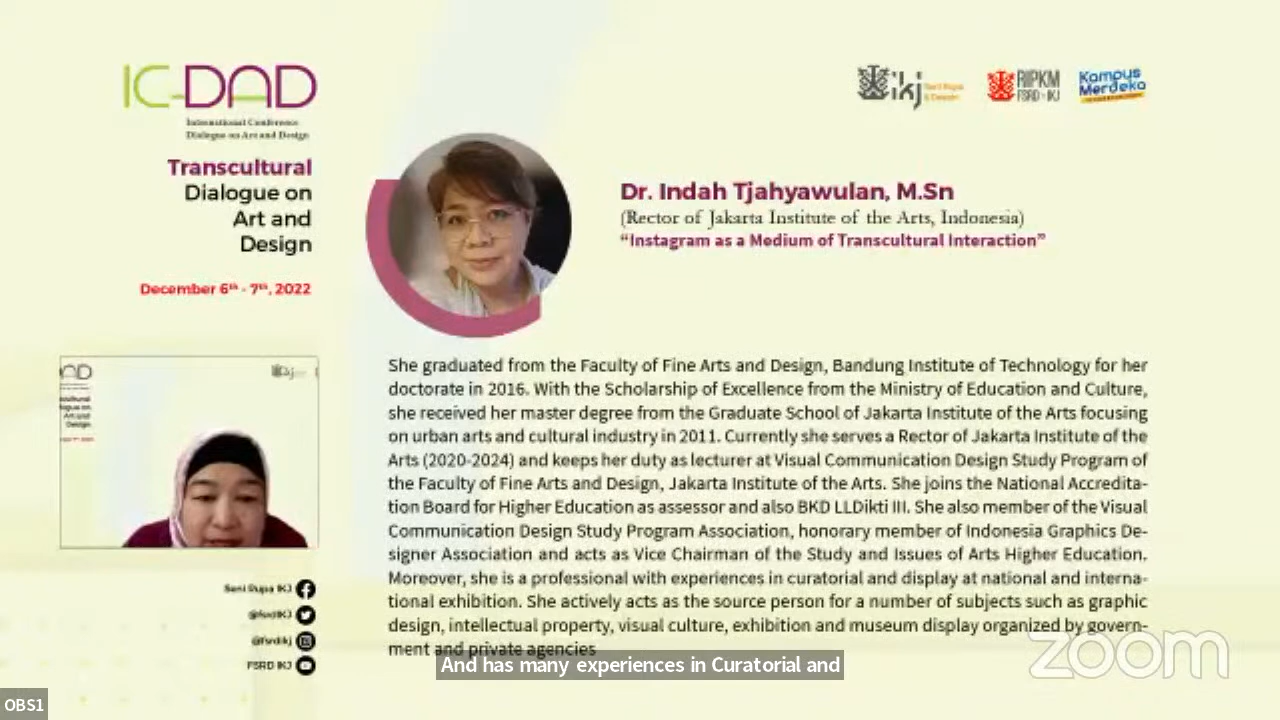 IC-DAD
International Conference
Dialogue on Art and Design
Transcultural
Dialogue on
Art and
Design
December 6th - 7th, 2022
ikj Seni Rupa
& Desain
RIPKM
FSRD - IKJ
Kampus
Merdeka
Dr. Indah Tjahyawulan, M.Sn
(Rector of Jakarta Institute of the Arts, Indonesia)
“Instagram as a Medium of Transcultural Interaction”
She graduated from the Faculty of Fine Arts and Design, Bandung Institute of Technology for her
doctorate in 2016. With the Scholarship of Excellence from the Ministry of Education and Culture,
she received her master degree from the Graduate School of Jakarta Institute of the Arts focusing
on urban arts and cultural industry in 2011. Currently she serves a Rector of Jakarta Institute of the
Arts (2020-2024) and keeps her duty as lecturer at Visual Communication Design Study Program of
the Faculty of Fine Arts and Design, Jakarta Institute of the Arts. She joins the National Accredita-
tion Board for Higher Education as assessor and also BKD LLDikti III. She also member of the Visual
Communication Design Study Program Association, honorary member of Indonesia Graphics De-
signer Association and acts as Vice Chairman of the Study and Issues of Arts Higher Education.
Moreover, she is a professional with experiences in curatorial and display at national and interna-
tional exhibition. She actively acts as the source person for a number of subjects such as graphic
design, intellectual property, visual culture, exhibition and museum display organized by govern-
ment and private agencies
Art and
Design
Seni Rupa IKJ
@fsrdIKJ
@fsrdikj
FSRD IKJ
And has many experiences in Curatorial and
zoom
OBS1